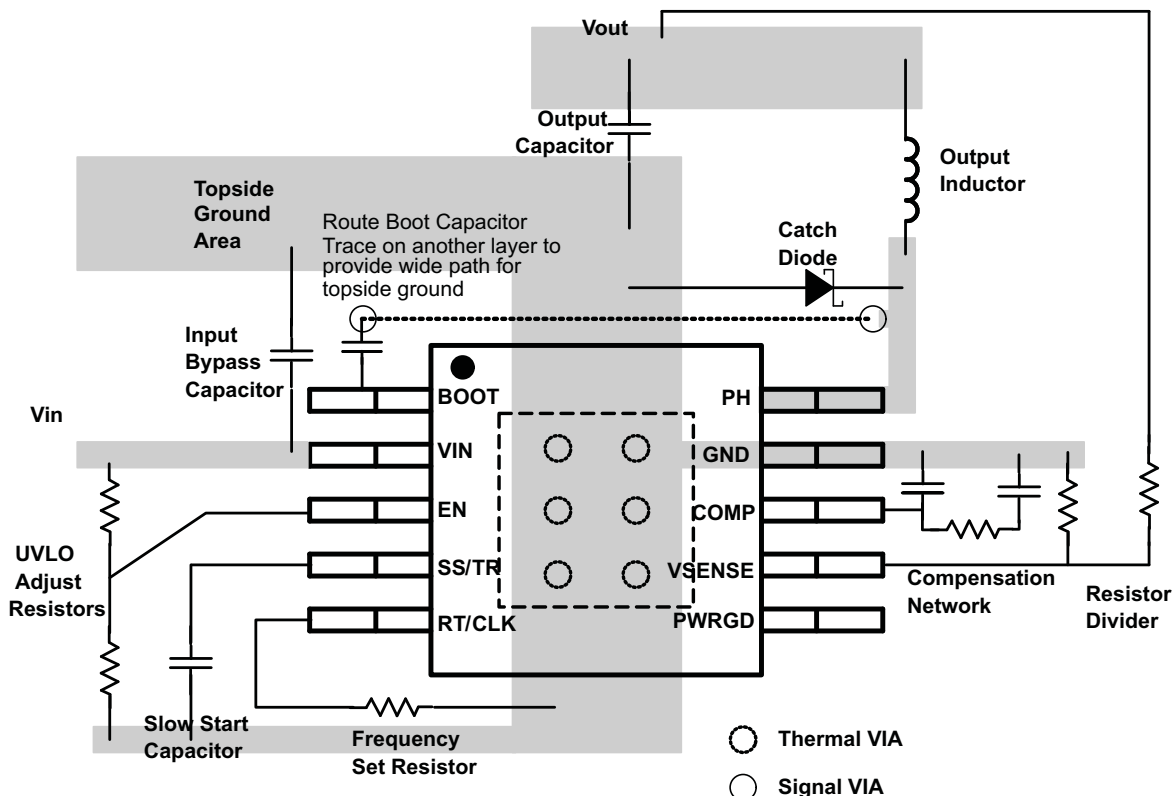 Vout
Output
Capacitor
Output
Inductor
Topside
Ground
Area
Route Boot Capacitor
Trace on another layer to
provide wide path for
topside ground
Catch
Diode
Input
Bypass
Capacitor
Vin
BOOT
VIN
EN
SS/TR
RT/CLK
PH
GND
COMP
VSENSE
PWRGD
UVLO
Adjust
Resistors
Compensation
Network
Resistor
Divider
Slow Start
Capacitor
Frequency
Set Resistor
Thermal VIA
Signal VIA